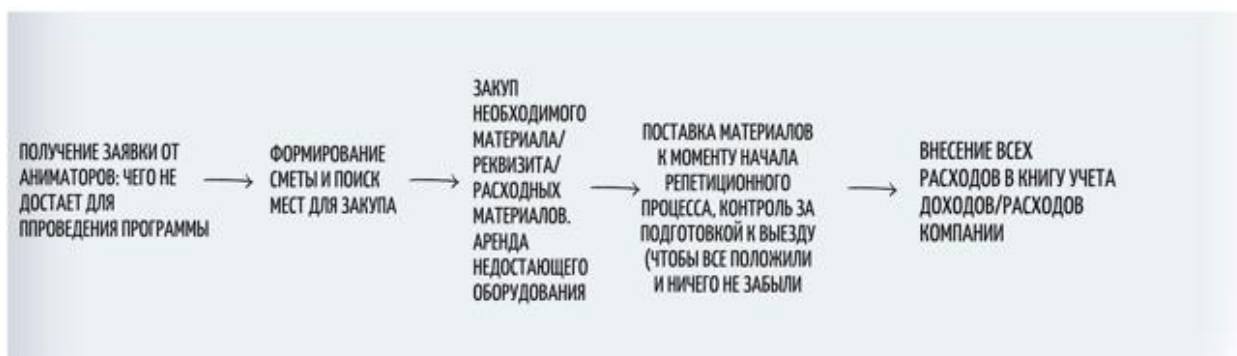 ПОЛУЧЕНИЕ ЗАЯВКИ ОТ
АНИМАТОРОВ: ЧЕГО НЕ
ДОСТАЕТ ДЛЯ
ППРОВЕДЕНИЯ ПРОГРАММЫ
ФОРМИРОВАНИЕ
СМЕТЫ И ПОИСК
МЕСТ ДЛЯ ЗАКУПА
ЗАКУП
НЕОБХОДИМОГО
МАТЕРИАЛА/
РЕКВИЗИТА/
РАСХОДНЫХ
МАТЕРИАЛОВ.
АРЕНДА
НЕДОСТАЮЩЕГО
ОБОРУДОВАНИЯ
ПОСТАВКА МАТЕРИАЛОВ
К МОМЕНТУ НАЧАЛА
РЕПЕТИЦИОННОГО
ПРОЦЕССА, КОНТРОЛЬ ЗА
ПОДГОТОВКОЙ К ВЫЕЗДУ
(ЧТОБЫ ВСЕ ПОЛОЖИЛИ
И НИЧЕГО НЕ ЗАБЫЛИ
ВНЕСЕНИЕ ВСЕХ
РАСХОДОВ В КНИГУ УЧЕТА
ДОХОДОВ/РАСХОДОВ
КОМПАНИИ